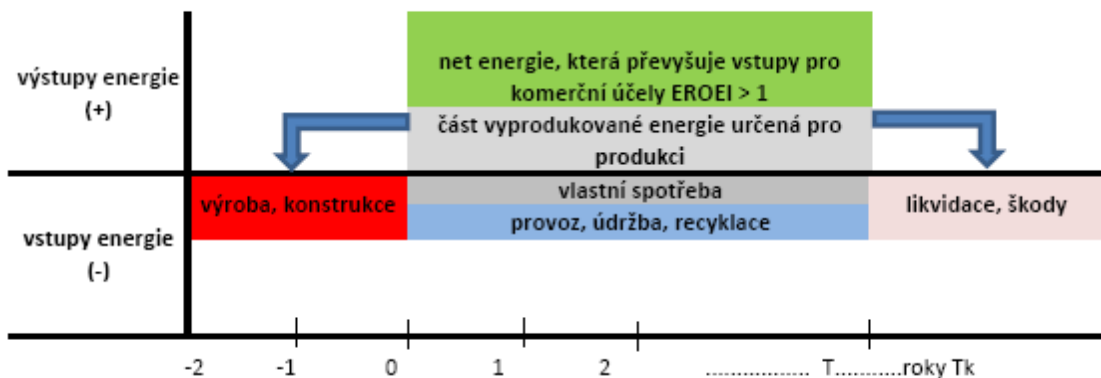 net energie, která převyšuje vstupy pro
komerční účely EROEI > 1
výstupy energie
(+)
část vyprodukované energie určená pro
produkci
vlastní spotřeba
výroba, konstrukce
likvidace, škody
provoz, údržba, recyklace
vstupy energie
(-)
-2 -1 0 1 2 ................. T...........roky Tk